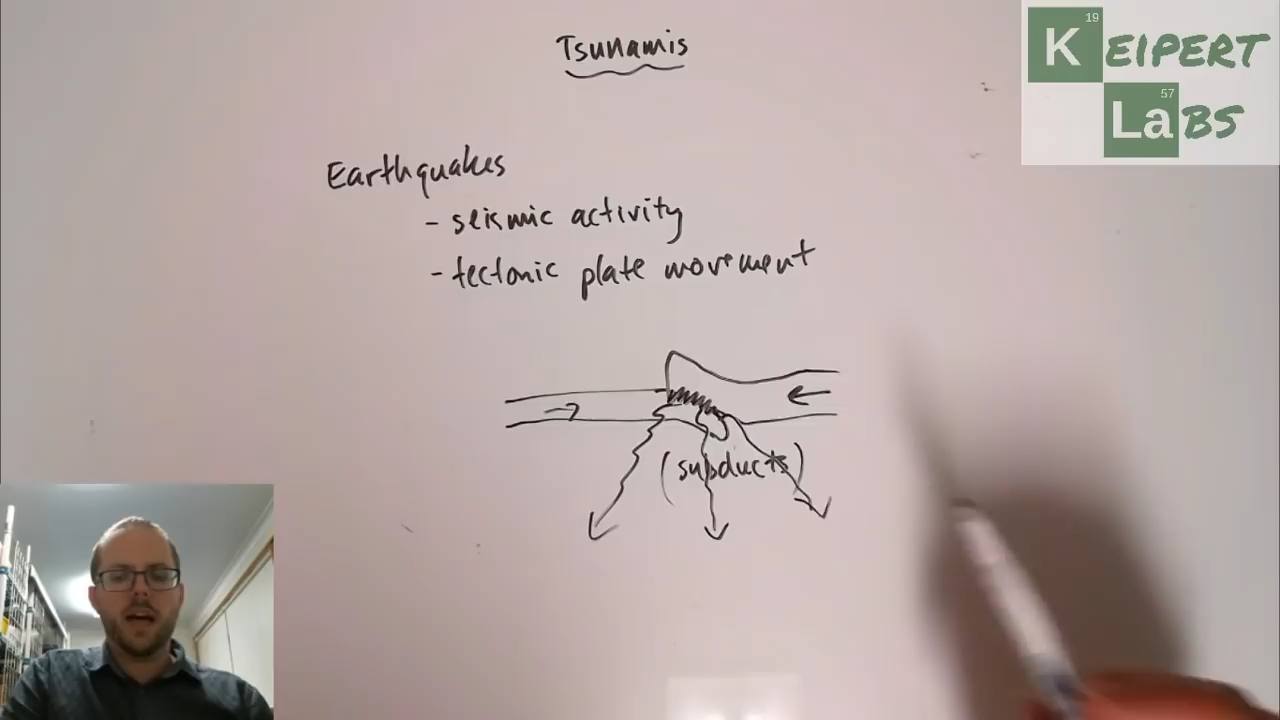 Tsunamis
19
KEIPERT
57
LaBS
Earthquakes
- seismic activity
- tectonic plate movement
(subducts)